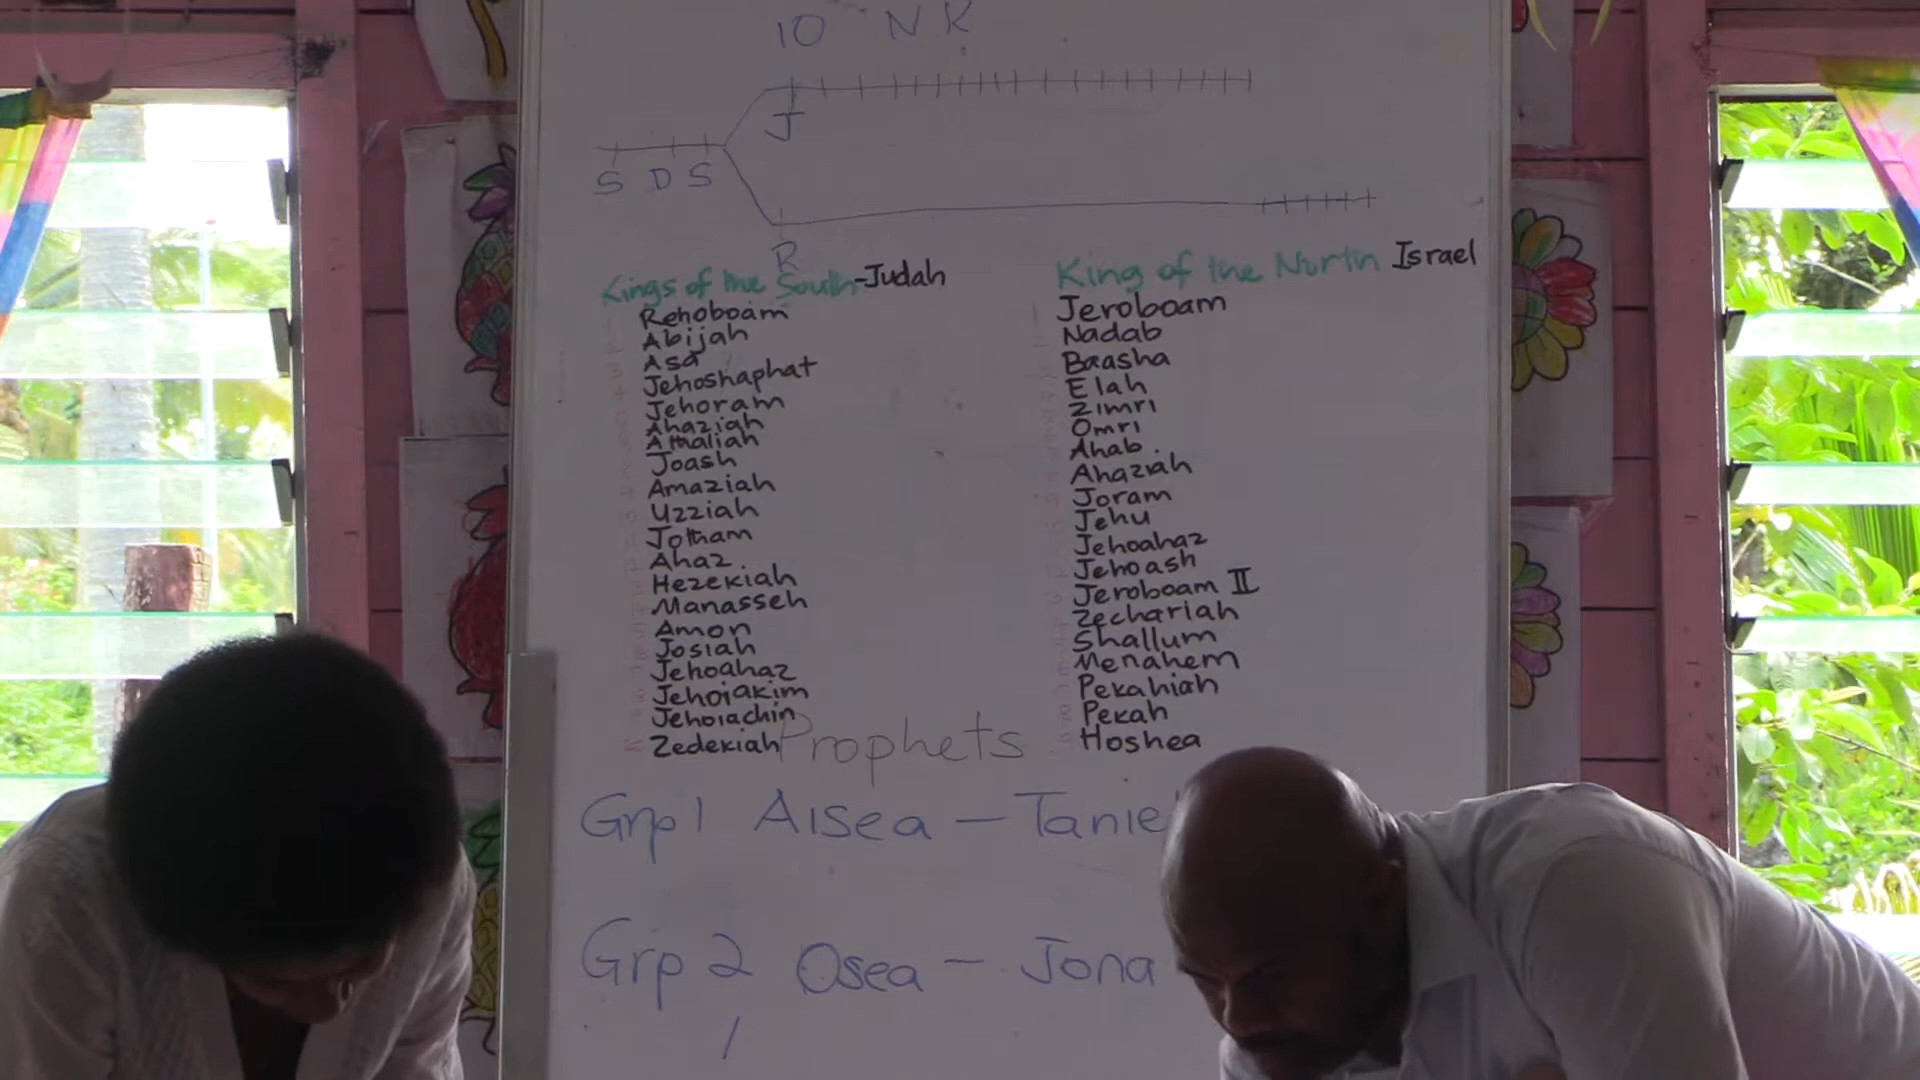 10 N K
J
S D S
R
Kings of the South - Judah
Rehoboam
Abijah
Asa
Jehoshaphat
Jehoram
Ahaziah
Athaliah
Joash
Amaziah
Uzziah
Jotham
Ahaz
Hezekiah
Manasseh
Amon
Josiah
Jehoahaz
Jehoiakim
Jehoiachin
Zedekiah
King of the North Israel
Jeroboam
Nadab
Baasha
Elah
Zimri
Omri
Ahab
Ahaziah
Joram
Jehu
Jehoahaz
Jehoash
Jeroboam II
Zechariah
Shallum
Menahem
Pekahiah
Pekah
Hoshea
Prophets
Grp 1 Aisea - Taniel
Grp 2 Osea - Jona